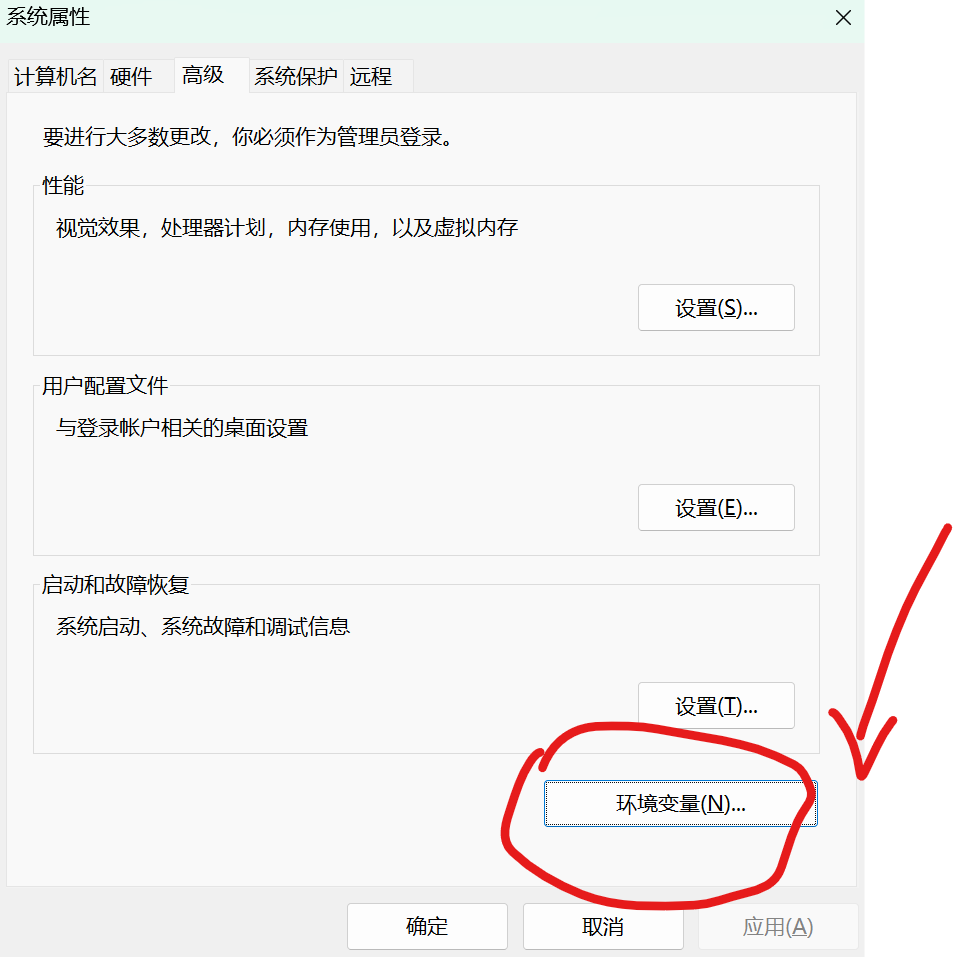 系统属性
计算机名 硬件 高级 系统保护 远程
要进行大多数更改，你必须作为管理员登录。
性能
视觉效果，处理器计划，内存使用，以及虚拟内存
设置(S)...
用户配置文件
与登录帐户相关的桌面设置
设置(E)...
启动和故障恢复
系统启动、系统故障和调试信息
设置(T)...
环境变量(N)...
确定 取消 应用(A)